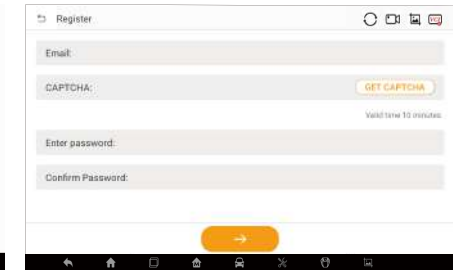 Register
Email:
CAPTCHA:
GET CAPTCHA
Valid time 10 minutes
Enter password:
Confirm Password: